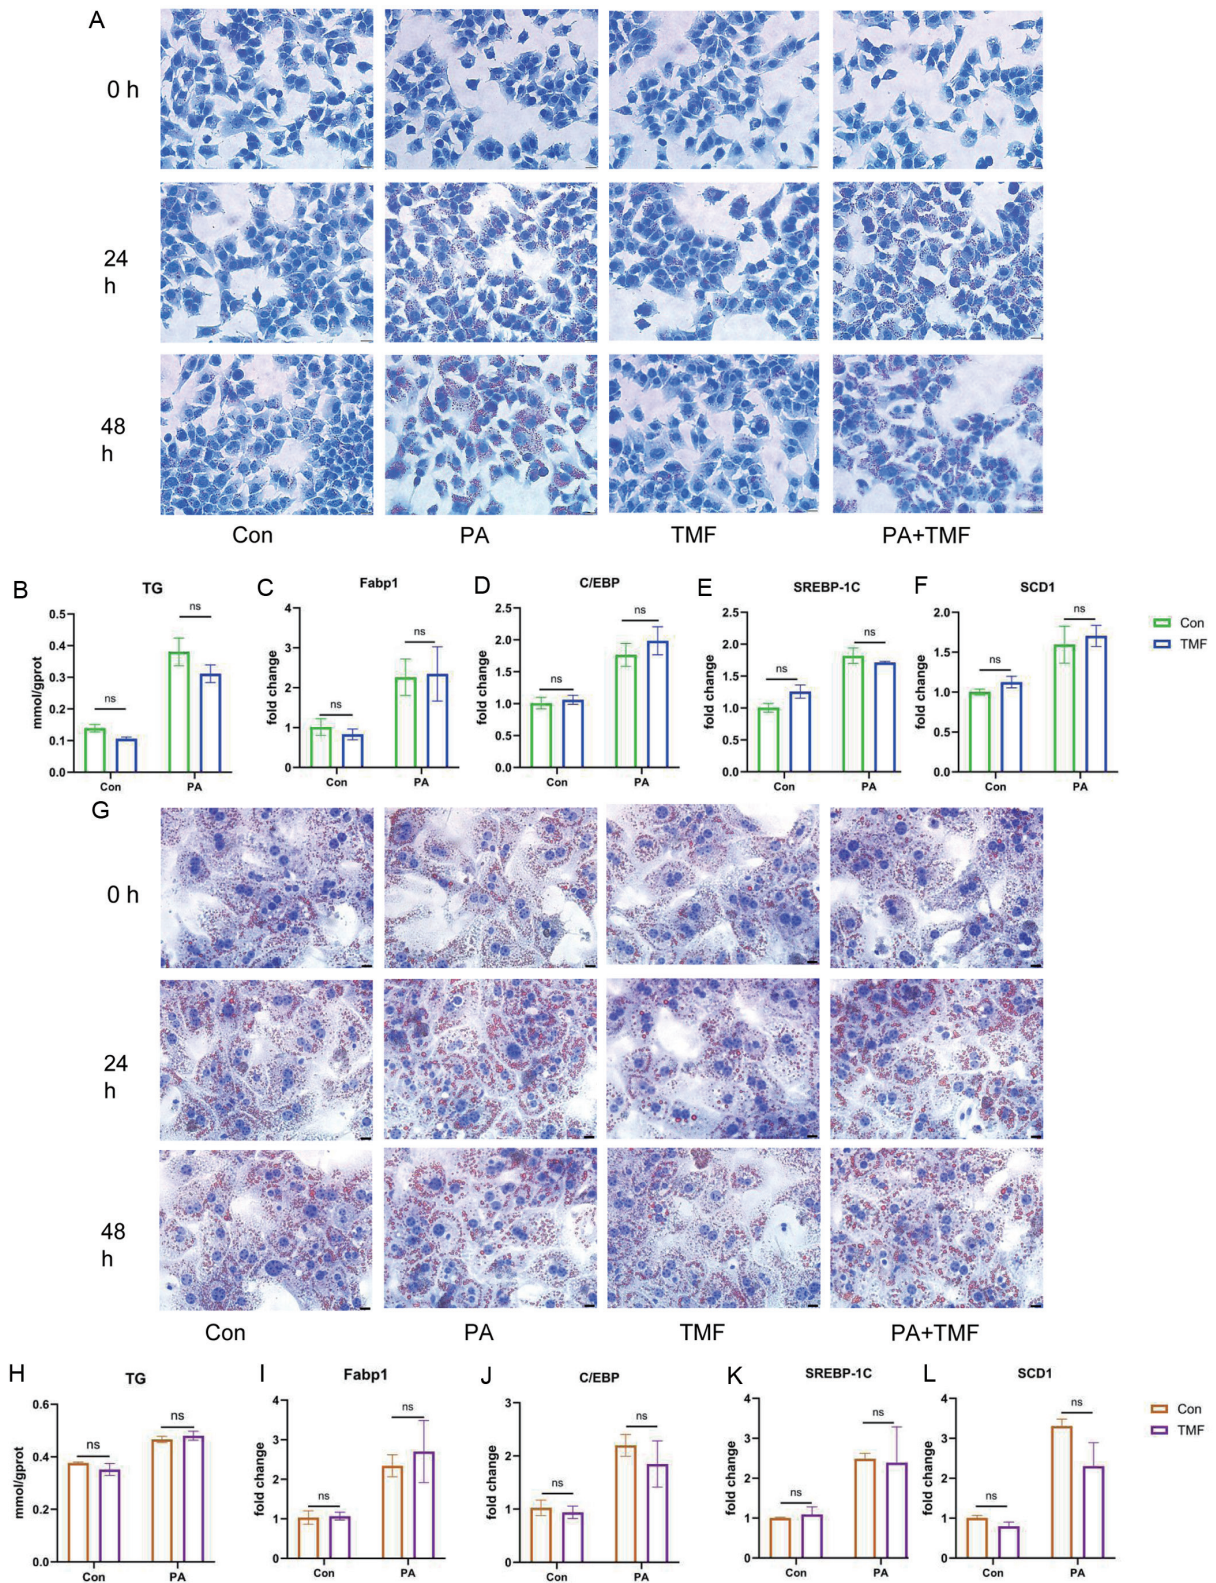 A
0 h
24
h
48
h
Con PA TMF PA+TMF
B TG
mmol/gprot
0.5
0.4
0.3
0.2
0.1
0.0
ns
ns
Con PA
C Fabp1
fold change
4
3
2
1
0
ns
ns
Con PA
D C/EBP
fold change
2.5
2.0
1.5
1.0
0.5
0.0
ns
ns
Con PA
E SREBP-1C
fold change
2.5
2.0
1.5
1.0
0.5
0.0
ns
ns
Con PA
F SCD1
fold change
2.0
1.5
1.0
0.5
0.0
ns
ns
Con PA
Con
TMF
G
0 h
24
h
48
h
Con PA TMF PA+TMF
H TG
mmol/gprot
0.6
0.4
0.2
0.0
ns
ns
Con PA
I Fabp1
fold change
4
3
2
1
0
ns
ns
Con PA
J C/EBP
fold change
3
2
1
0
ns
ns
Con PA
K SREBP-1C
fold change
4
3
2
1
0
ns
ns
Con PA
L SCD1
fold change
4
3
2
1
0
ns
ns
Con PA
Con
TMF